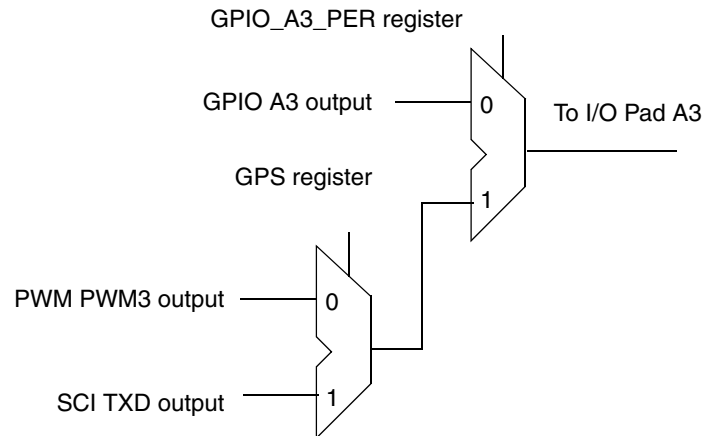 GPIO_A3_PER register
GPIO A3 output
0
To I/O Pad A3
GPS register
1
PWM PWM3 output
0
SCI TXD output
1